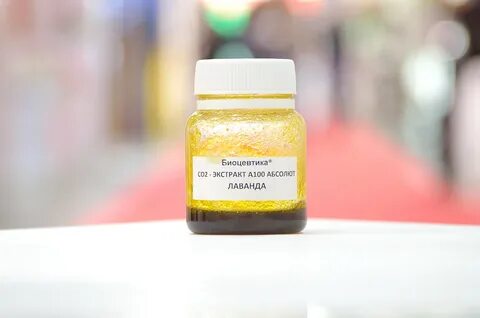 Биоцевтика®
CO2 - ЭКСТРАКТ А100 АБСОЛЮТ
ЛАВАНДА